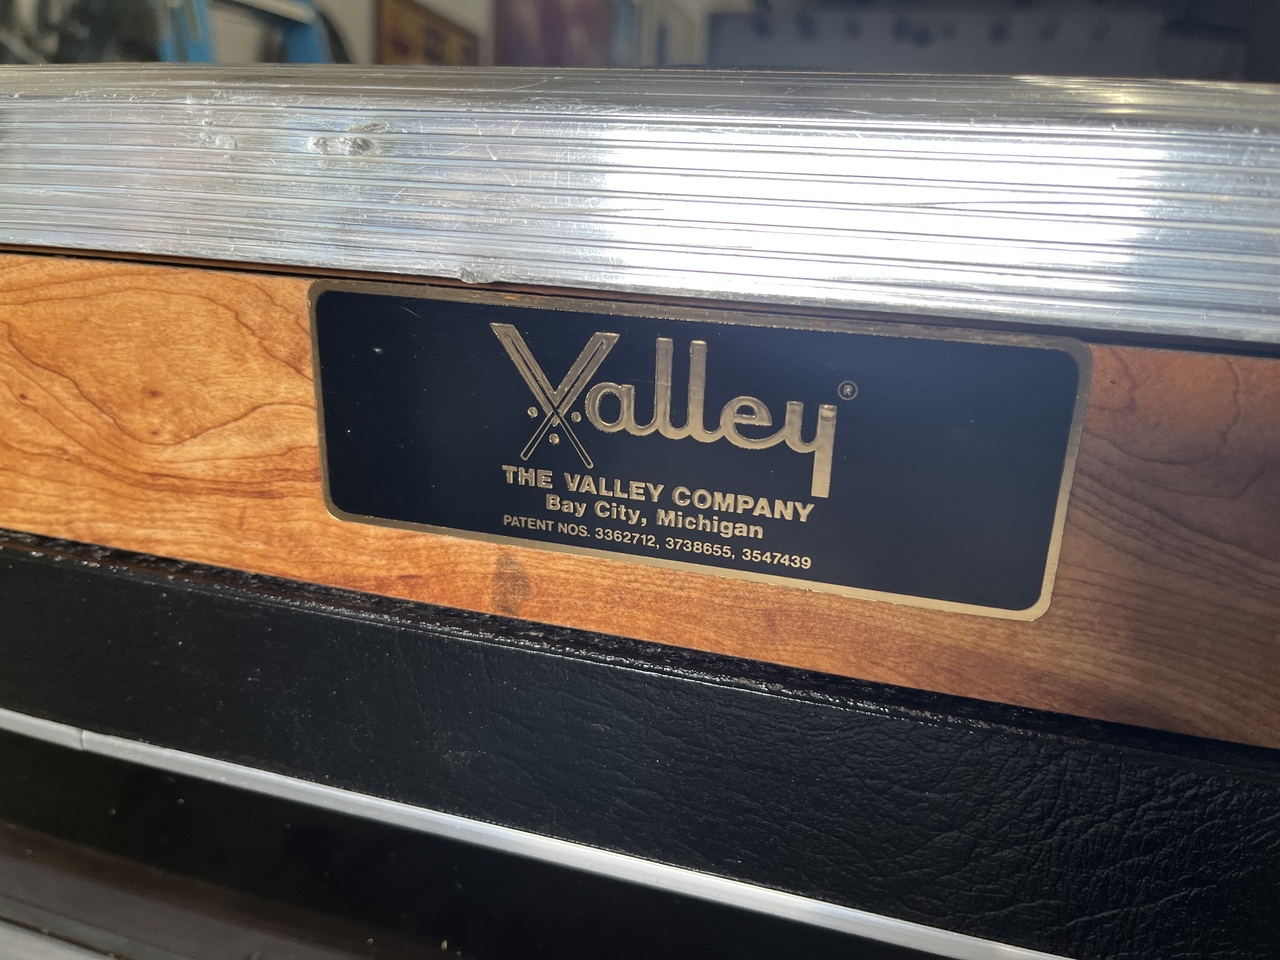 Valley®
THE VALLEY COMPANY
Bay City, Michigan
PATENT NOS. 3362712, 3738655, 3547439